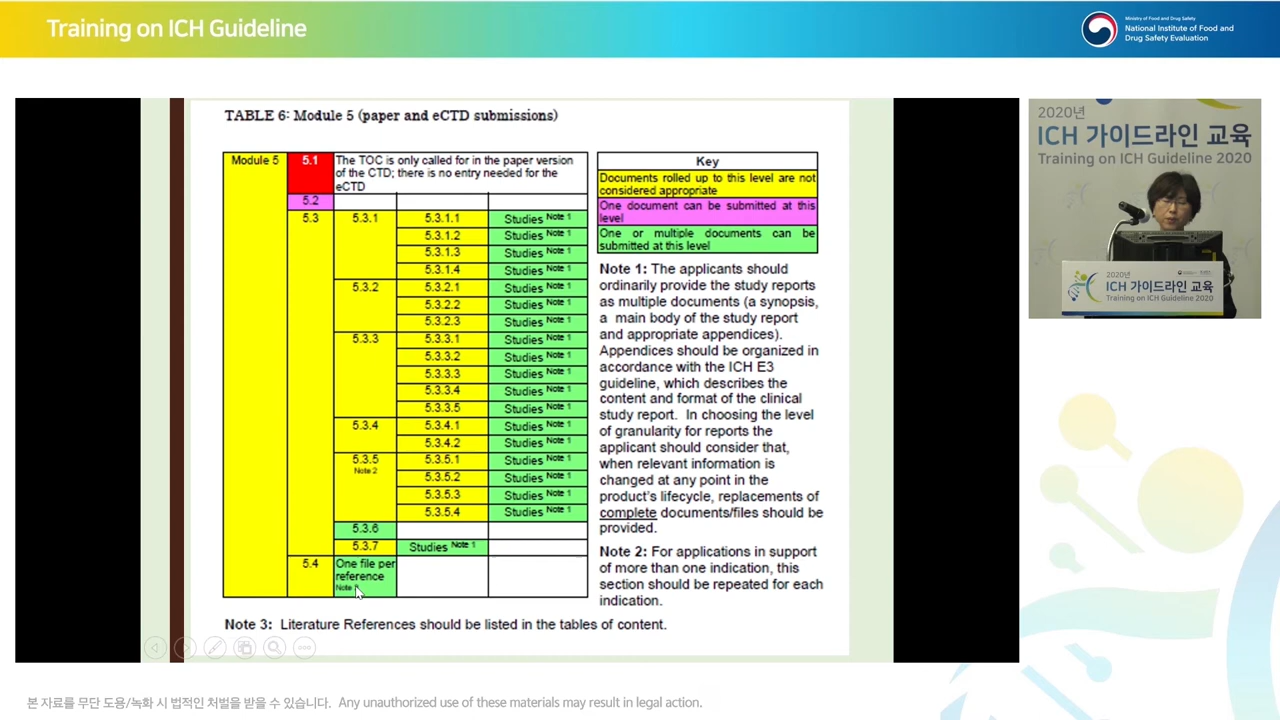 Training on ICH Guideline
Ministry of Food and Drug Safety
National Institute of Food and
Drug Safety Evaluation
TABLE 6: Module 5 (paper and eCTD submissions)
Module 5
5.1
The TOC is only called for in the paper version
of the CTD; there is no entry needed for the
eCTD
5.2
5.3
5.3.1
5.3.1.1
Studies Note 1
5.3.1.2
Studies Note 1
5.3.1.3
Studies Note 1
5.3.1.4
Studies Note 1
5.3.2
5.3.2.1
Studies Note 1
5.3.2.2
Studies Note 1
5.3.2.3
Studies Note 1
5.3.3
5.3.3.1
Studies Note 1
5.3.3.2
Studies Note 1
5.3.3.3
Studies Note 1
5.3.3.4
Studies Note 1
5.3.3.5
Studies Note 1
5.3.4
5.3.4.1
Studies Note 1
5.3.4.2
Studies Note 1
5.3.5
Note 2
5.3.5.1
Studies Note 1
5.3.5.2
Studies Note 1
5.3.5.3
Studies Note 1
5.3.5.4
Studies Note 1
5.3.6
5.3.7
Studies Note 1
5.4
One file per
reference
Note
Key
Documents rolled up to this level are not
considered appropriate
One document can be submitted at this
level
One or multiple documents can be
submitted at this level
Note 1: The applicants should
ordinarily provide the study reports
as multiple documents (a synopsis,
a main body of the study report
and appropriate appendices).
Appendices should be organized in
accordance with the ICH E3
guideline, which describes the
content and format of the clinical
study report. In choosing the level
of granularity for reports the
applicant should consider that,
when relevant information is
changed at any point in the
product's lifecycle, replacements of
complete documents/files should be
provided.
Note 2: For applications in support
of more than one indication, this
section should be repeated for each
indication.
Note 3: Literature References should be listed in the tables of content.
2020년
ICH 가이드라인 교육
Training on ICH Guideline 2020
2020년
ICH 가이드라인 교육
Training on ICH Guideline 2020
본 자료를 무단 도용/녹화 시 법적인 처벌을 받을 수 있습니다. Any unauthorized use of these materials may result in legal action.